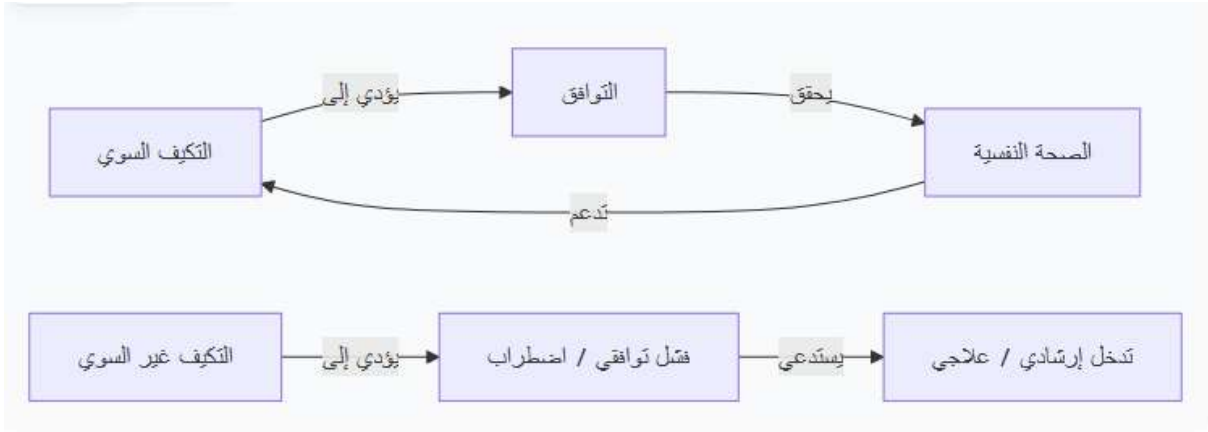 التوافق
يؤدي إلى
يحقق
التكيف السوي
الصحة النفسية
تدعم
التكيف غير السوي
يؤدي إلى
فشل توافقي / اضطراب
يستدعي
تدخل إرشادي / علاجي